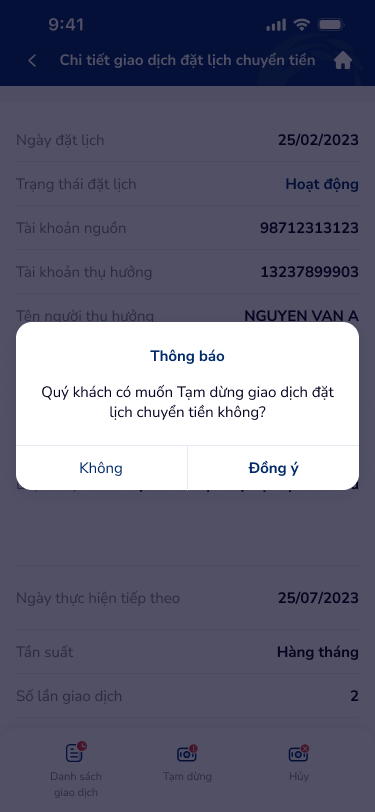 9:41
Chi tiết giao dịch đặt lịch chuyển tiền
Ngày đặt lịch 25/02/2023
Trạng thái đặt lịch Hoạt động
Tài khoản nguồn 98712313123
Tài khoản thụ hưởng 13237899903
Tên người thụ hưởng NGUYEN VAN A
Thông báo
Quý khách có muốn Tạm dừng giao dịch đặt
lịch chuyển tiền không?
Không Đồng ý
Ngày thực hiện tiếp theo 25/07/2023
Tần suất Hàng tháng
Số lần giao dịch 2
Danh sách
giao dịch
Tạm dừng
Hủy